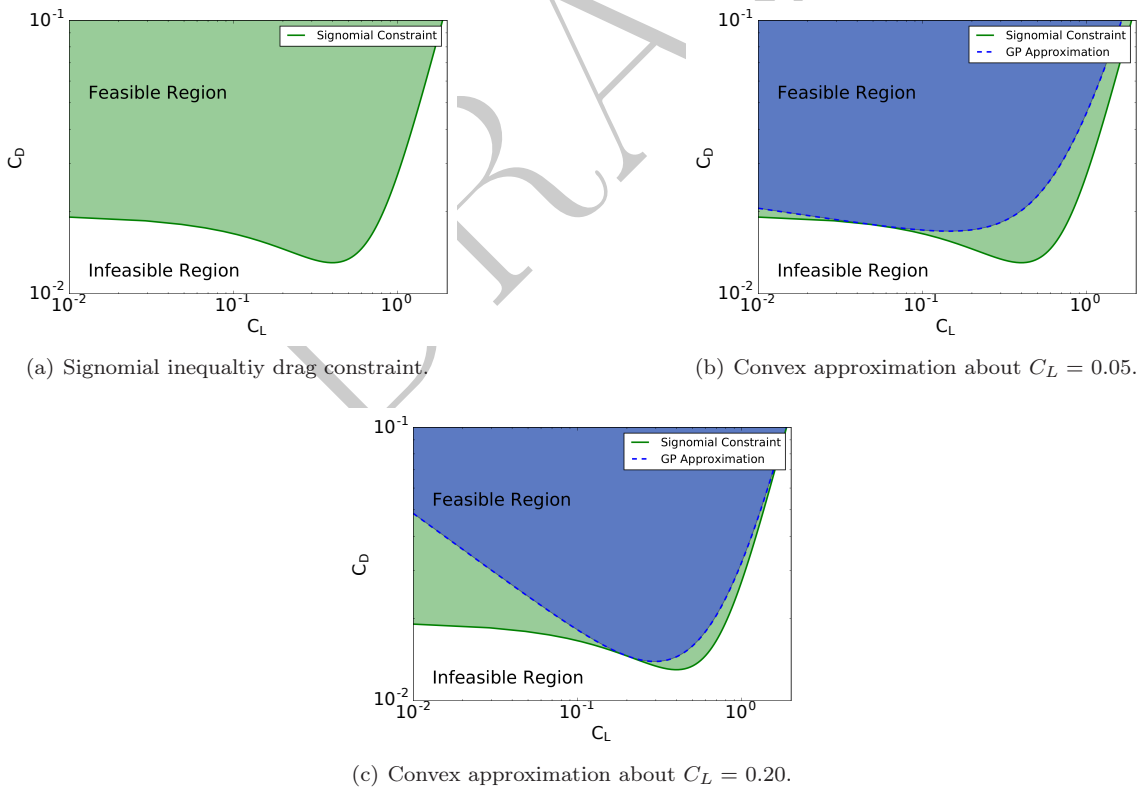 10^-1
Signomial Constraint
Feasible Region
C_D
Infeasible Region
10^-2
10^-2
10^-1
10^0
C_L
(a) Signomial inequaltiy drag constraint.
10^-1
Signomial Constraint
GP Approximation
Feasible Region
C_D
Infeasible Region
10^-2
10^-2
10^-1
10^0
C_L
(b) Convex approximation about C_L = 0.05.
10^-1
Signomial Constraint
GP Approximation
Feasible Region
C_D
Infeasible Region
10^-2
10^-2
10^-1
10^0
C_L
(c) Convex approximation about C_L = 0.20.